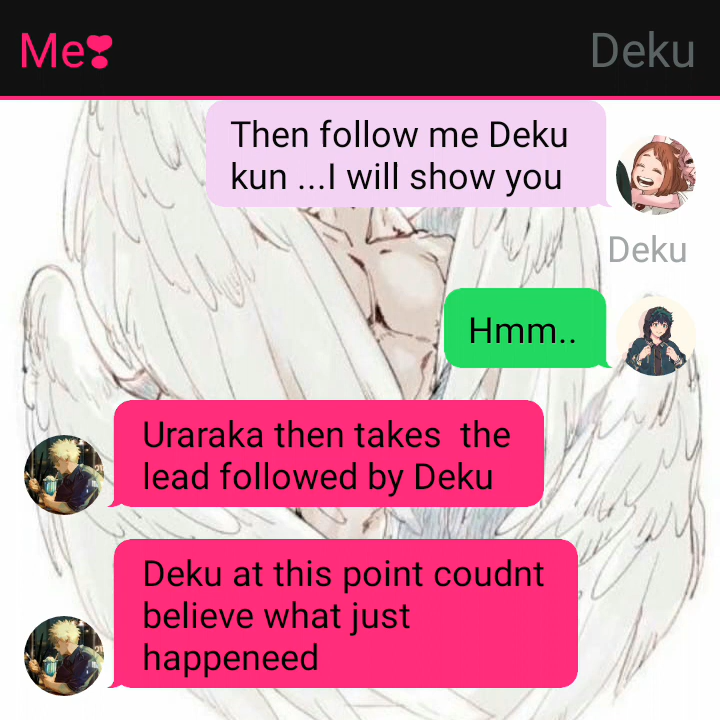 Me❣ Deku
Then follow me Deku
kun ...I will show you
Deku
Hmm..
Uraraka then takes  the
lead followed by Deku
Deku at this point coudnt
believe what just
happeneed